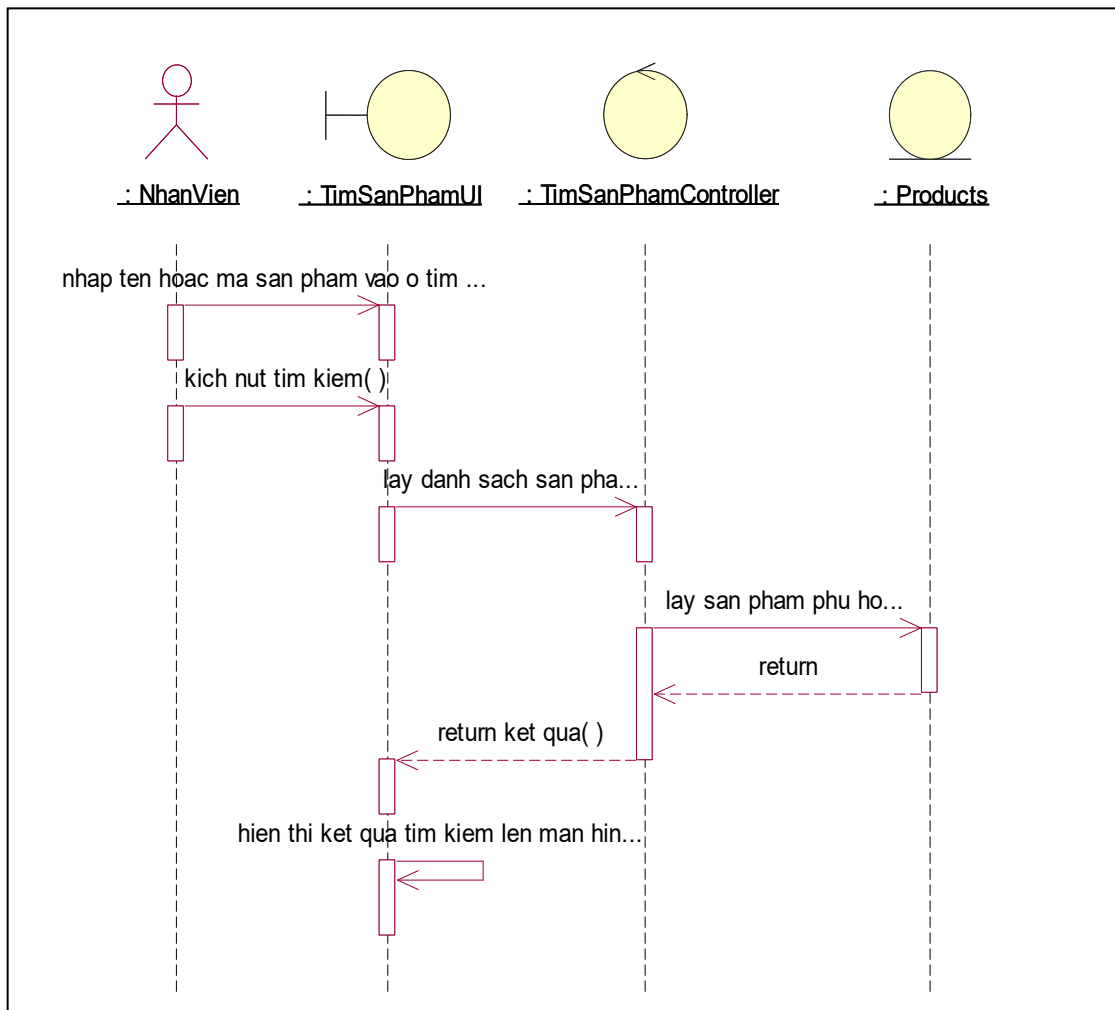 : NhanVien
: TimSanPhamUI
: TimSanPhamController
: Products
nhap ten hoac ma san pham vao o tim ...
kich nut tim kiem( )
lay danh sach san pha...
lay san pham phu ho...
return
return ket qua( )
hien thi ket qua tim kiem len man hin...